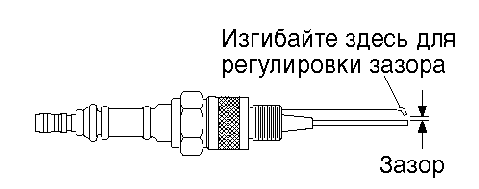 Изгибайте здесь для
регулировки зазора
Зазор